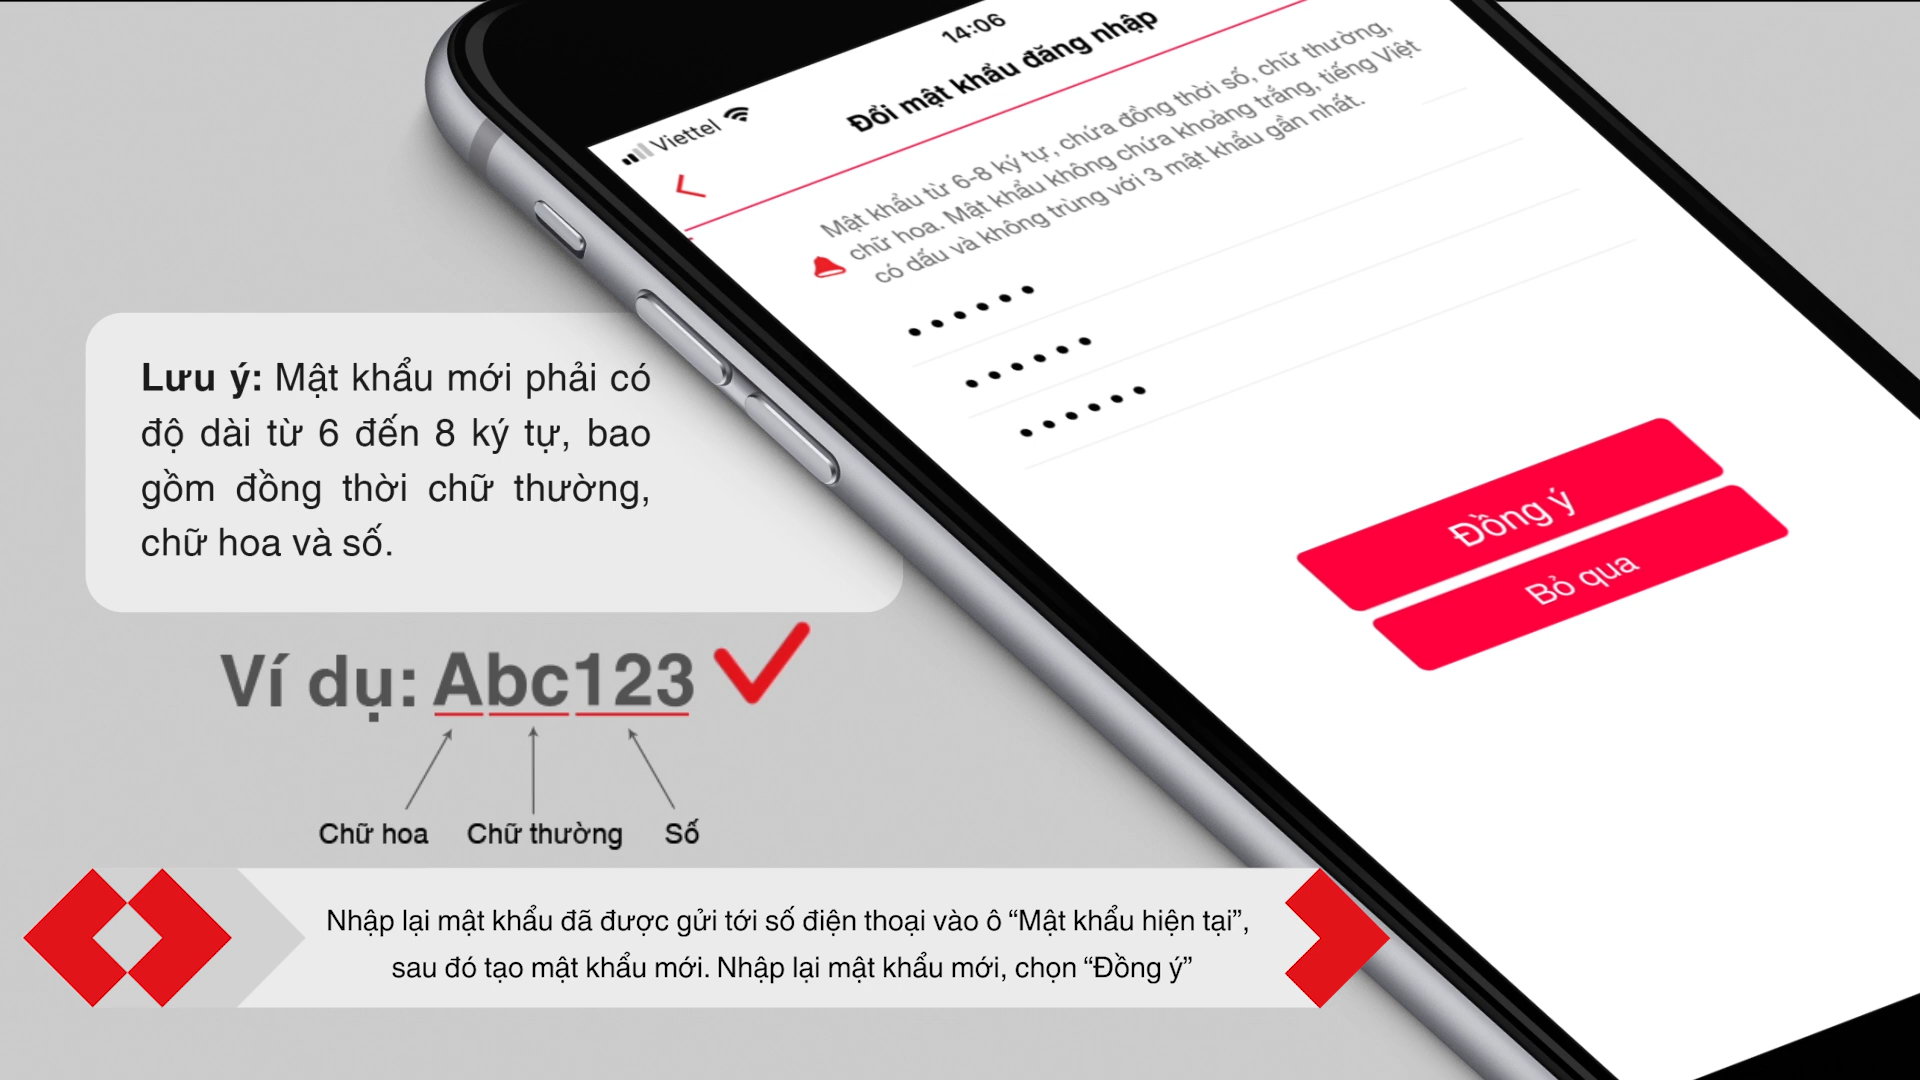 14:06
Viettel
Đổi mật khẩu đăng nhập
Mật khẩu từ 6-8 ký tự, chứa đồng thời số, chữ thường,
chữ hoa. Mật khẩu không chứa khoảng trắng, tiếng Việt
có dấu và không trùng với 3 mật khẩu gần nhất.
••••••
••••••
••••••
Đồng ý
Bỏ qua
Lưu ý: Mật khẩu mới phải có
độ dài từ 6 đến 8 ký tự, bao
gồm đồng thời chữ thường,
chữ hoa và số.
Ví dụ: Abc123
Chữ hoa Chữ thường Số
Nhập lại mật khẩu đã được gửi tới số điện thoại vào ô “Mật khẩu hiện tại”,
sau đó tạo mật khẩu mới. Nhập lại mật khẩu mới, chọn “Đồng ý”